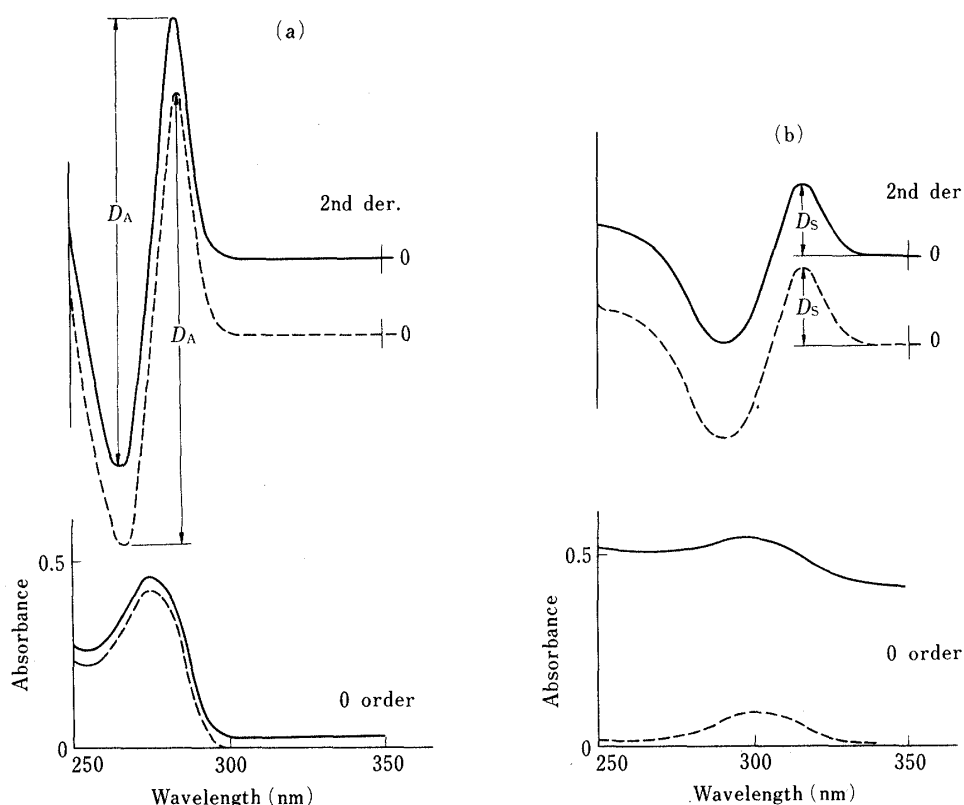 (a)
2nd der.
D_A
0
D_A
0
0.5
Absorbance
0 order
0
250
300
350
Wavelength (nm)
(b)
2nd der
D_S
0
D_S
0
0.5
Absorbance
0 order
0
250
300
350
Wavelength (nm)